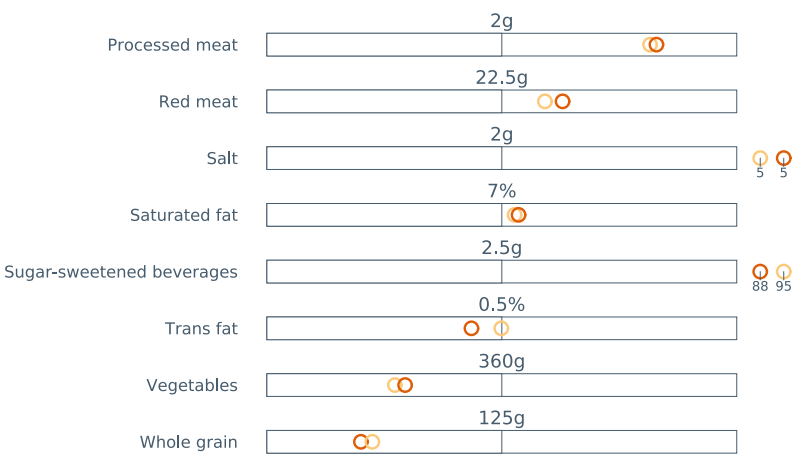 2g
Processed meat
22.5g
Red meat
2g
Salt
5 5
7%
Saturated fat
2.5g
Sugar-sweetened beverages
88 95
0.5%
Trans fat
360g
Vegetables
125g
Whole grain